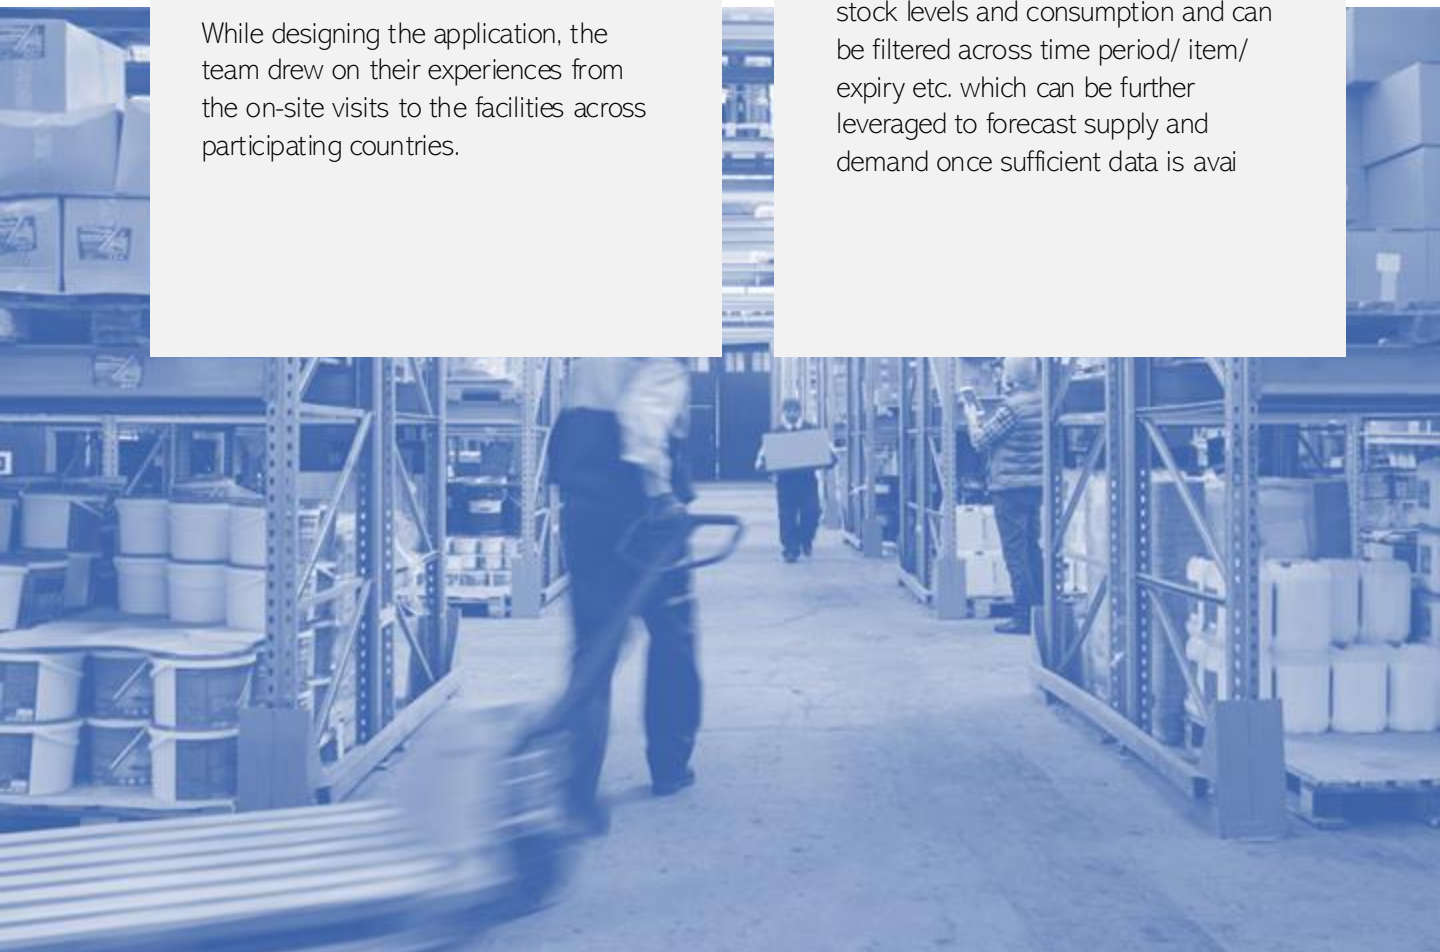 While designing the application, the
team drew on their experiences from
the on-site visits to the facilities across
participating countries.
stock levels and consumption and can
be filtered across time period/ item/
expiry etc. which can be further
leveraged to forecast supply and
demand once sufficient data is avai